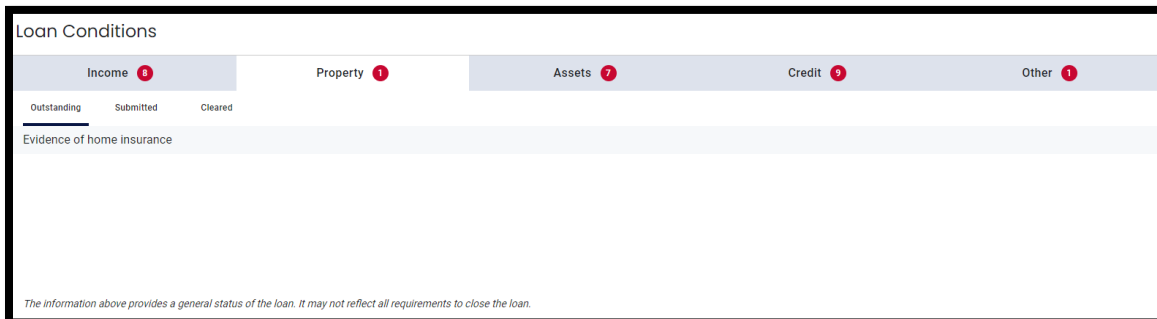 Loan Conditions
Income 8 Property 1 Assets 7 Credit 9 Other 1
Outstanding Submitted Cleared
Evidence of home insurance
The information above provides a general status of the loan. It may not reflect all requirements to close the loan.